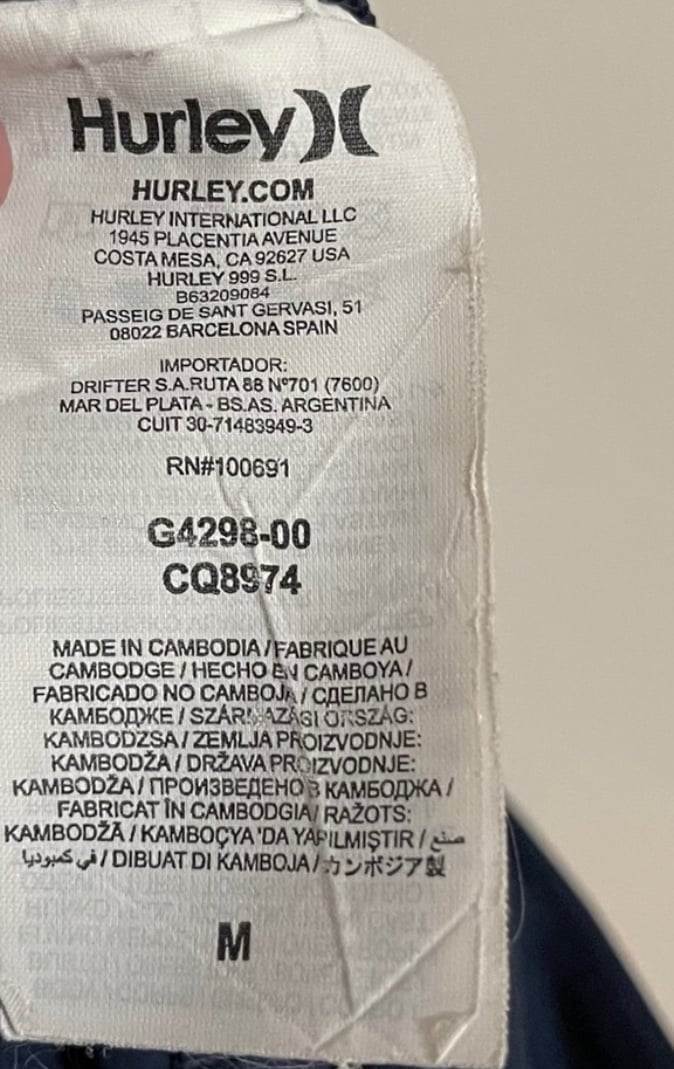 Hurley
HURLEY.COM
HURLEY INTERNATIONAL LLC
1945 PLACENTIA AVENUE
COSTA MESA, CA 92627 USA
HURLEY 999 S.L.
B63209084
PASSEIG DE SANT GERVASI, 51
08022 BARCELONA SPAIN
IMPORTADOR:
DRIFTER S.A.RUTA 88 Nº701 (7600)
MAR DEL PLATA - BS.AS. ARGENTINA
CUIT 30-71483949-3
RN#100691
G4298-00
CQ8974
MADE IN CAMBODIA / FABRIQUE AU
CAMBODGE / HECHO EN CAMBOYA /
FABRICADO NO CAMBOJA / СДЕЛАНО В
КАМБОДЖЕ / SZÁRMAZÁSI ORSZÁG:
KAMBODZSA / ZEMLJA PROIZVODNJE:
KAMBODŽA / DRŽAVA PROIZVODNJE:
KAMBODŽA / ПРОИЗВЕДЕНО В КАМБОДЖА /
FABRICAT ÎN CAMBODGIA / RAŽOTS:
KAMBODŽĀ / KAMBOÇYA'DA YAPILMIŞTIR / صنع
في كمبوديا / DIBUAT DI KAMBOJA / カンボジア製
M